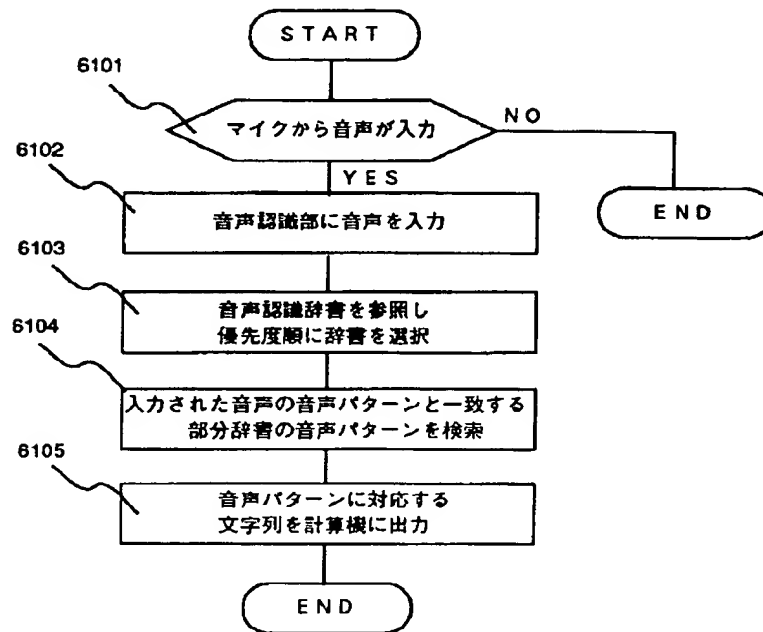 START
6101
マイクから音声が入力
NO
6102
YES
END
音声認識部に音声を入力
6103
音声認識辞書を参照し
優先度順に辞書を選択
6104
入力された音声の音声パターンと一致する
部分辞書の音声パターンを検索
6105
音声パターンに対応する
文字列を計算機に出力
END